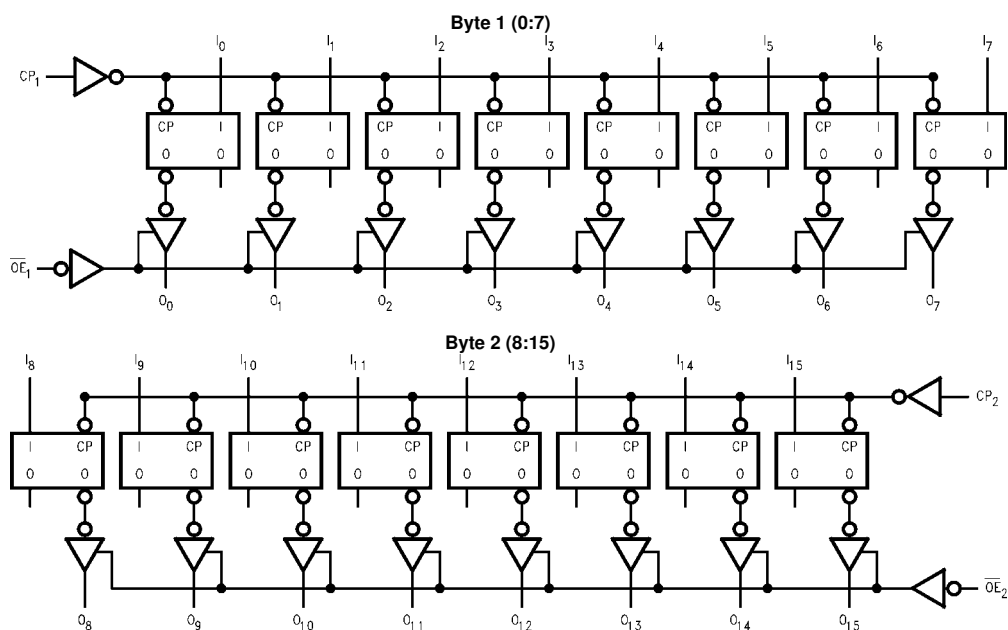 Byte 1 (0:7)
I0 I1 I2 I3 I4 I5 I6 I7
CP1
CP I CP I CP I CP I CP I CP I CP I CP I
O O O O O O O O O O O O O O O O
OE1
O0 O1 O2 O3 O4 O5 O6 O7
Byte 2 (8:15)
I8 I9 I10 I11 I12 I13 I14 I15
CP2
I CP I CP I CP I CP I CP I CP I CP I CP
O O O O O O O O O O O O O O O O
OE2
O8 O9 O10 O11 O12 O13 O14 O15